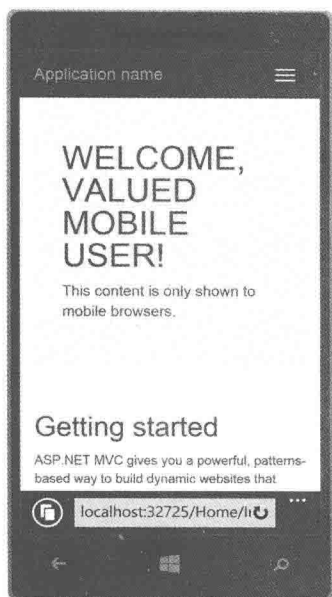 Application name
WELCOME,
VALUED
MOBILE
USER!
This content is only shown to
mobile browsers.
Getting started
ASP.NET MVC gives you a powerful, patterns-
based way to build dynamic websites that
localhost:32725/Home/